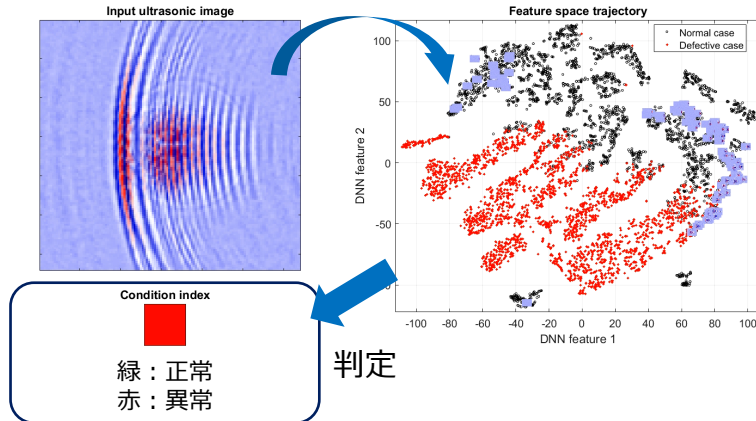 Input ultrasonic image
Feature space trajectory
Normal case
Defective case
DNN feature 2
100
50
0
-50
-100
-80
-60
-40
-20
0
20
40
60
80
100
DNN feature 1
Condition index
緑：正常
赤：異常
判定